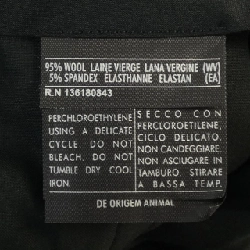 95% WOOL LAINE VIERGE LANA VERGINE (WV)
5% SPANDEX ELASTHANNE ELASTAN (EA)
R.N 136180843
PERCHLOROETHYLENE
USING A DELICATE
CYCLE DO NOT
BLEACH. DO NOT
TUMBLE DRY COOL
IRON.
SECCO CON
PERCLOROETILENE,
CICLO DELICATO.
NON CANDEGGIARE.
NON ASCIUGARE IN
TAMBURO. STIRARE
A BASSA TEMP.
DE ORIGEM ANIMAL